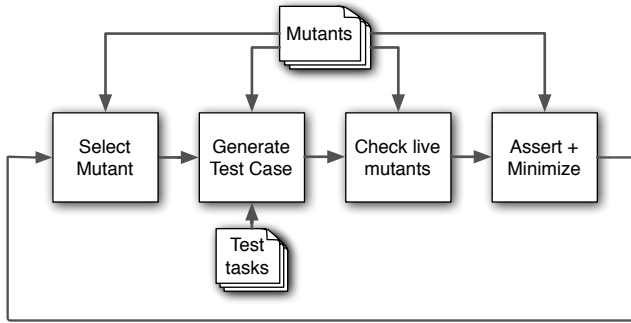 Mutants
Select
Mutant
Generate
Test Case
Check live
mutants
Assert +
Minimize
Test
tasks